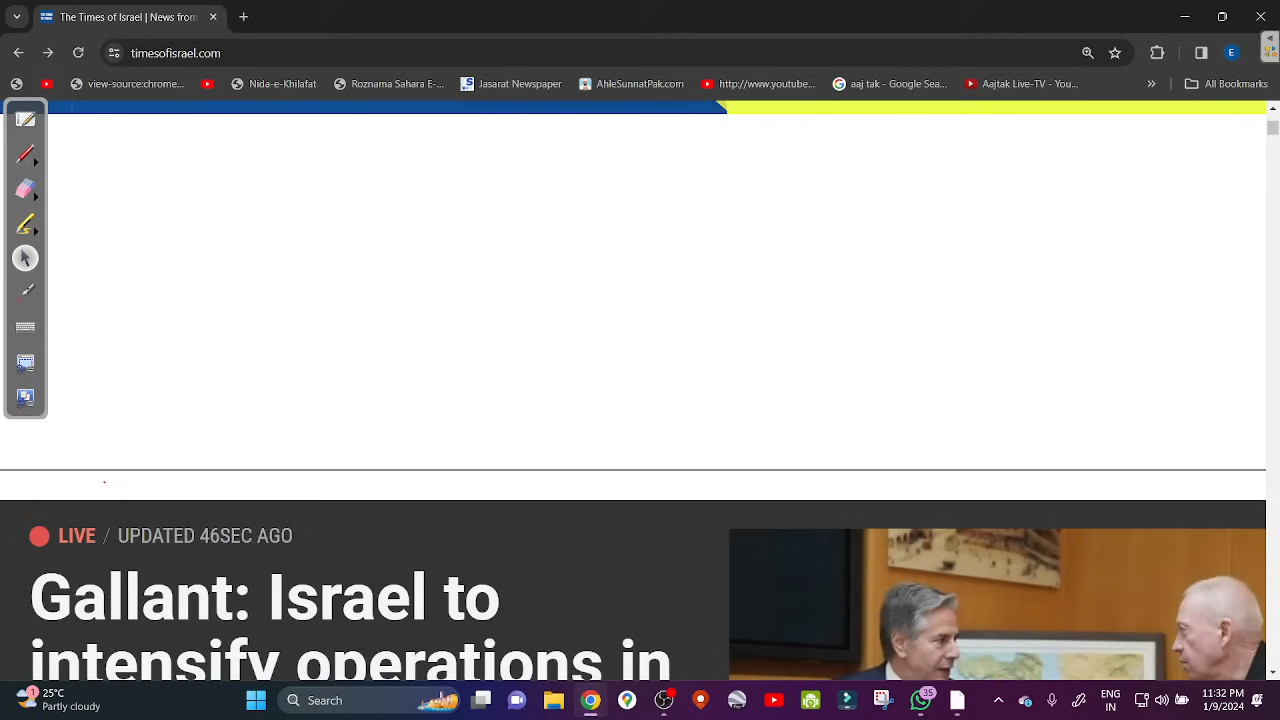 The Times of Israel | News from
timesofisrael.com
E
view-source:chrome...
Nida-e-Khilafat
Roznama Sahara E-...
Jasarat Newspaper
AhleSunnatPak.com
http://www.youtube...
aaj tak - Google Sea...
Aajtak Live-TV - You...
All Bookmarks
LIVE / UPDATED 46SEC AGO
Gallant: Israel to
intensify operations in
1
25°C
Partly cloudy
Search
35
ENG
IN
11:32 PM
1/9/2024